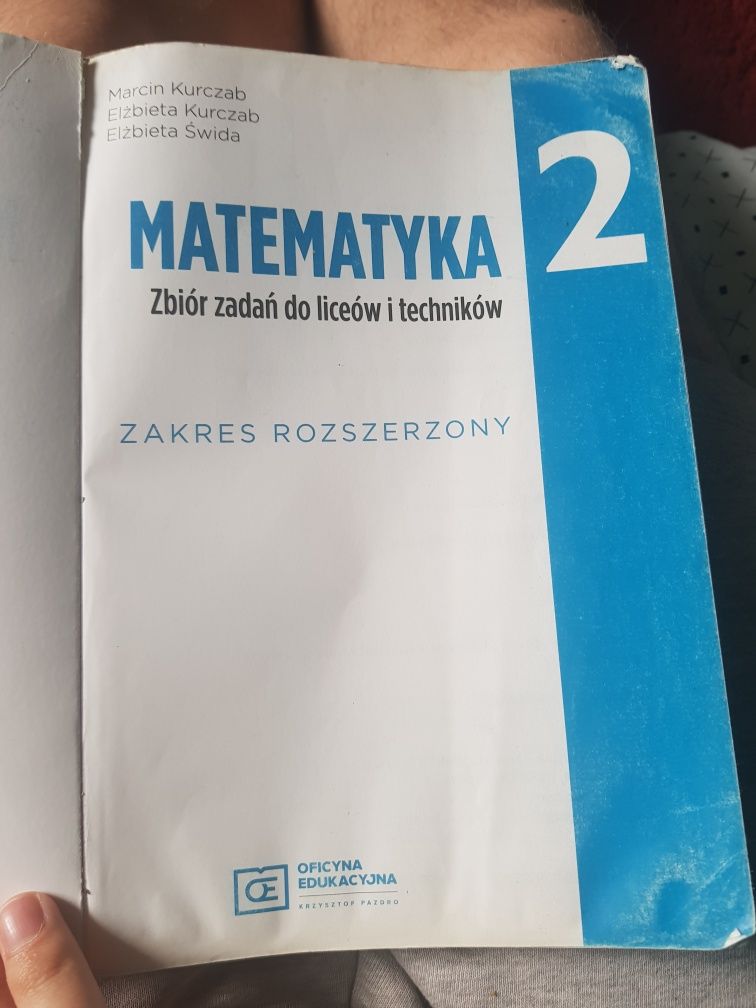 Marcin Kurczab
Elżbieta Kurczab
Elżbieta Świda
2
MATEMATYKA
Zbiór zadań do liceów i techników
ZAKRES ROZSZERZONY
OE
OFICYNA
EDUKACYJNA
KRZYSZTOF PAZDRO